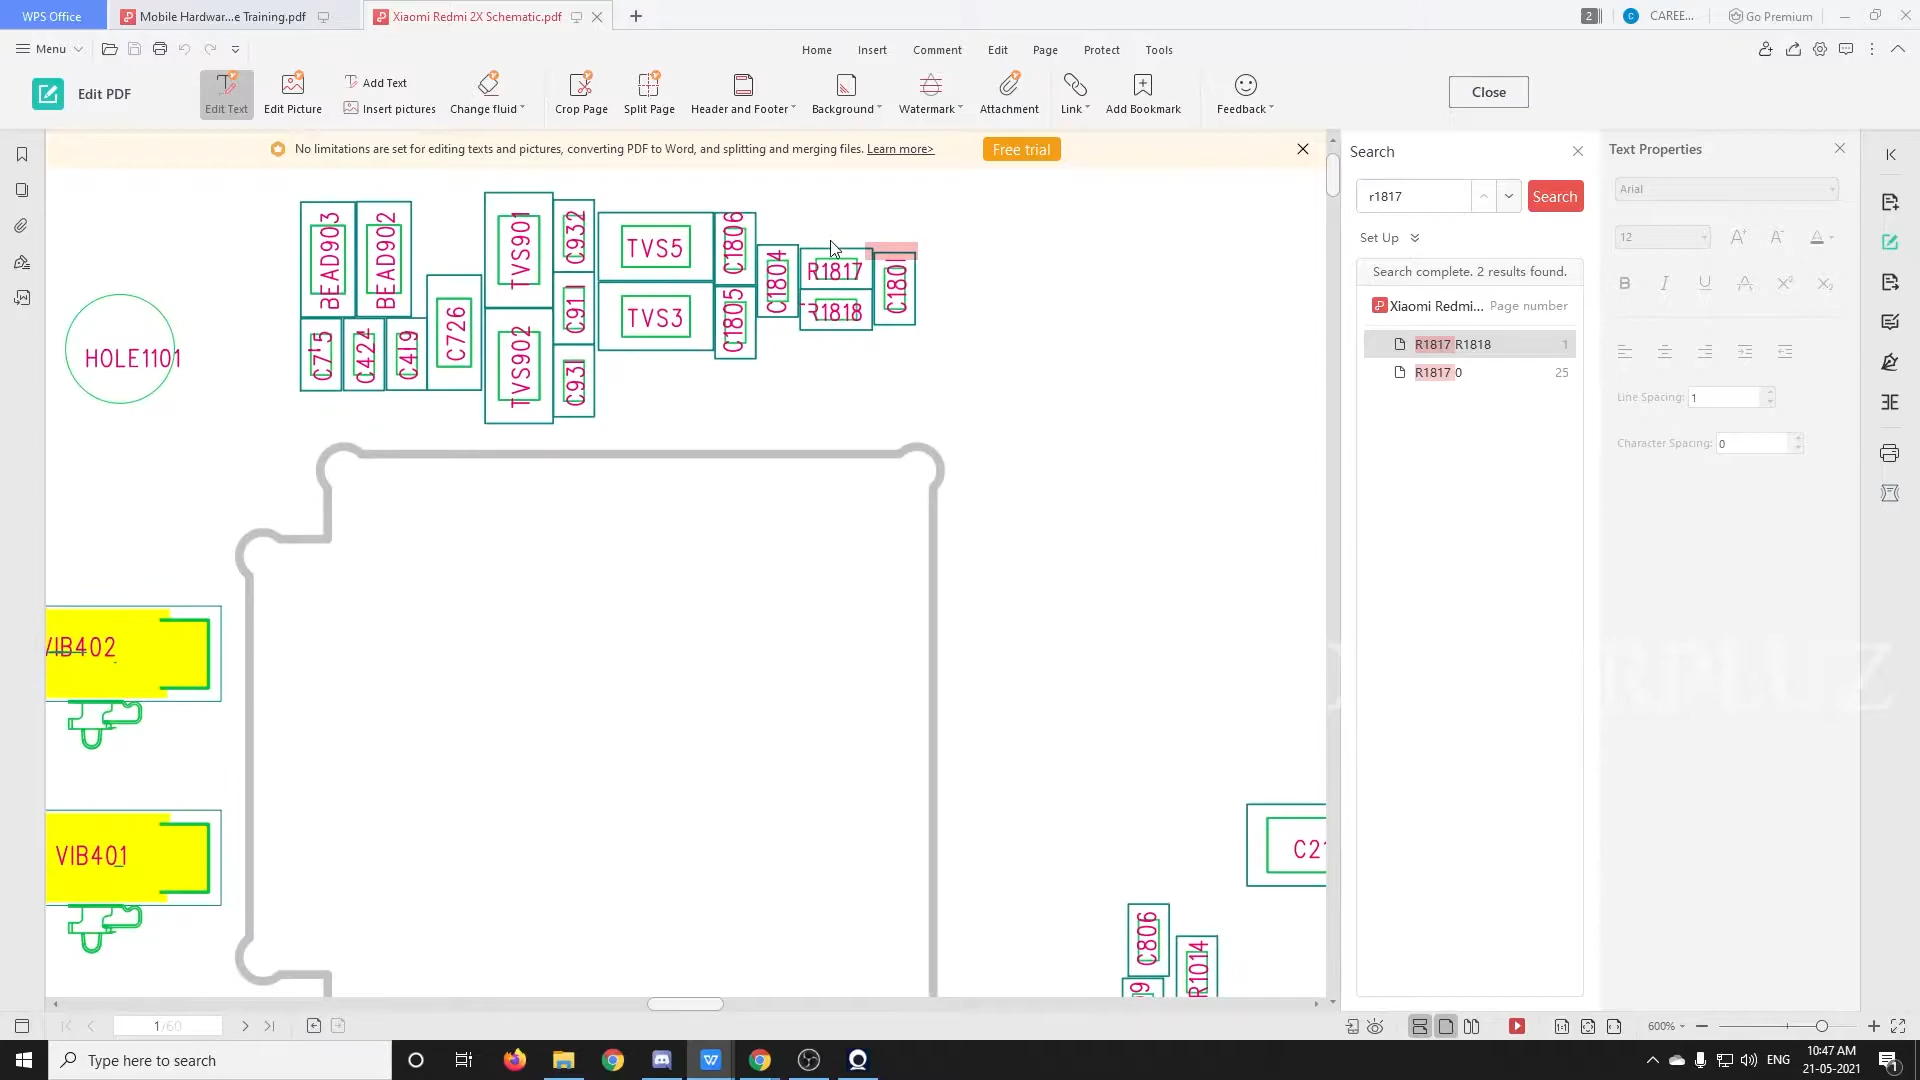 WPS Office
Mobile Hardwar...e Training.pdf
Xiaomi Redmi 2X Schematic.pdf
2
C
CAREE...
Go Premium
Menu
Home
Insert
Comment
Edit
Page
Protect
Tools
Edit PDF
Edit Text
Edit Picture
Add Text
Insert pictures
Change fluid
Crop Page
Split Page
Header and Footer
Background
Watermark
Attachment
Link
Add Bookmark
Feedback
Close
No limitations are set for editing texts and pictures, converting PDF to Word, and splitting and merging files. Learn more>
Free trial
Search
r1817
Search
Set Up
Search complete. 2 results found.
Xiaomi Redmi... Page number
R1817 R1818 1
R1817 0 25
Text Properties
Arial
12
B I U
Line Spacing: 1
Character Spacing: 0
HOLE1101
BEAD903
BEAD902
C715
C424
C419
C726
TVS901
TVS902
C932
C911
C931
TVS5
TVS3
C1806
C1805
C1804
R1817
R1818
C1801
VIB402
VIB401
C806
R1014
1/60
600%
Type here to search
ENG
10:47 AM
21-05-2021
1